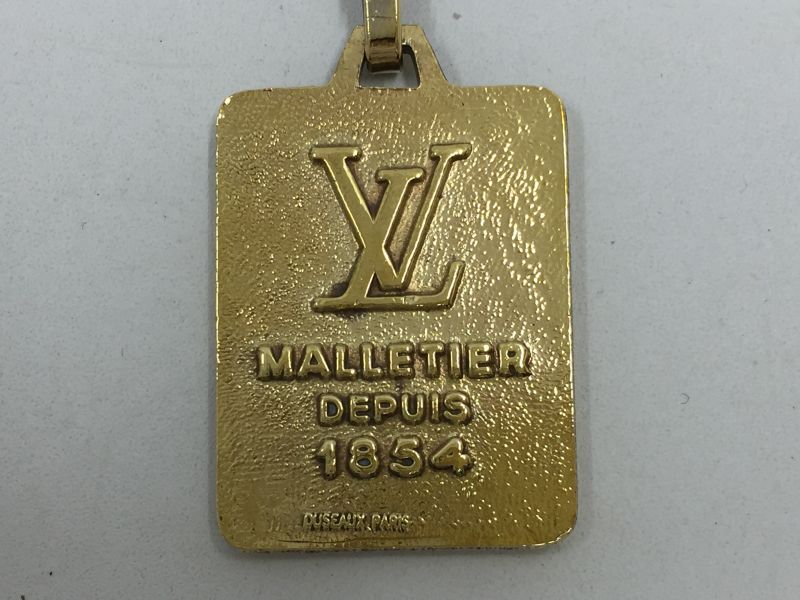 LV
MALLETIER
DEPUIS
1854
DUSEAUX PARIS